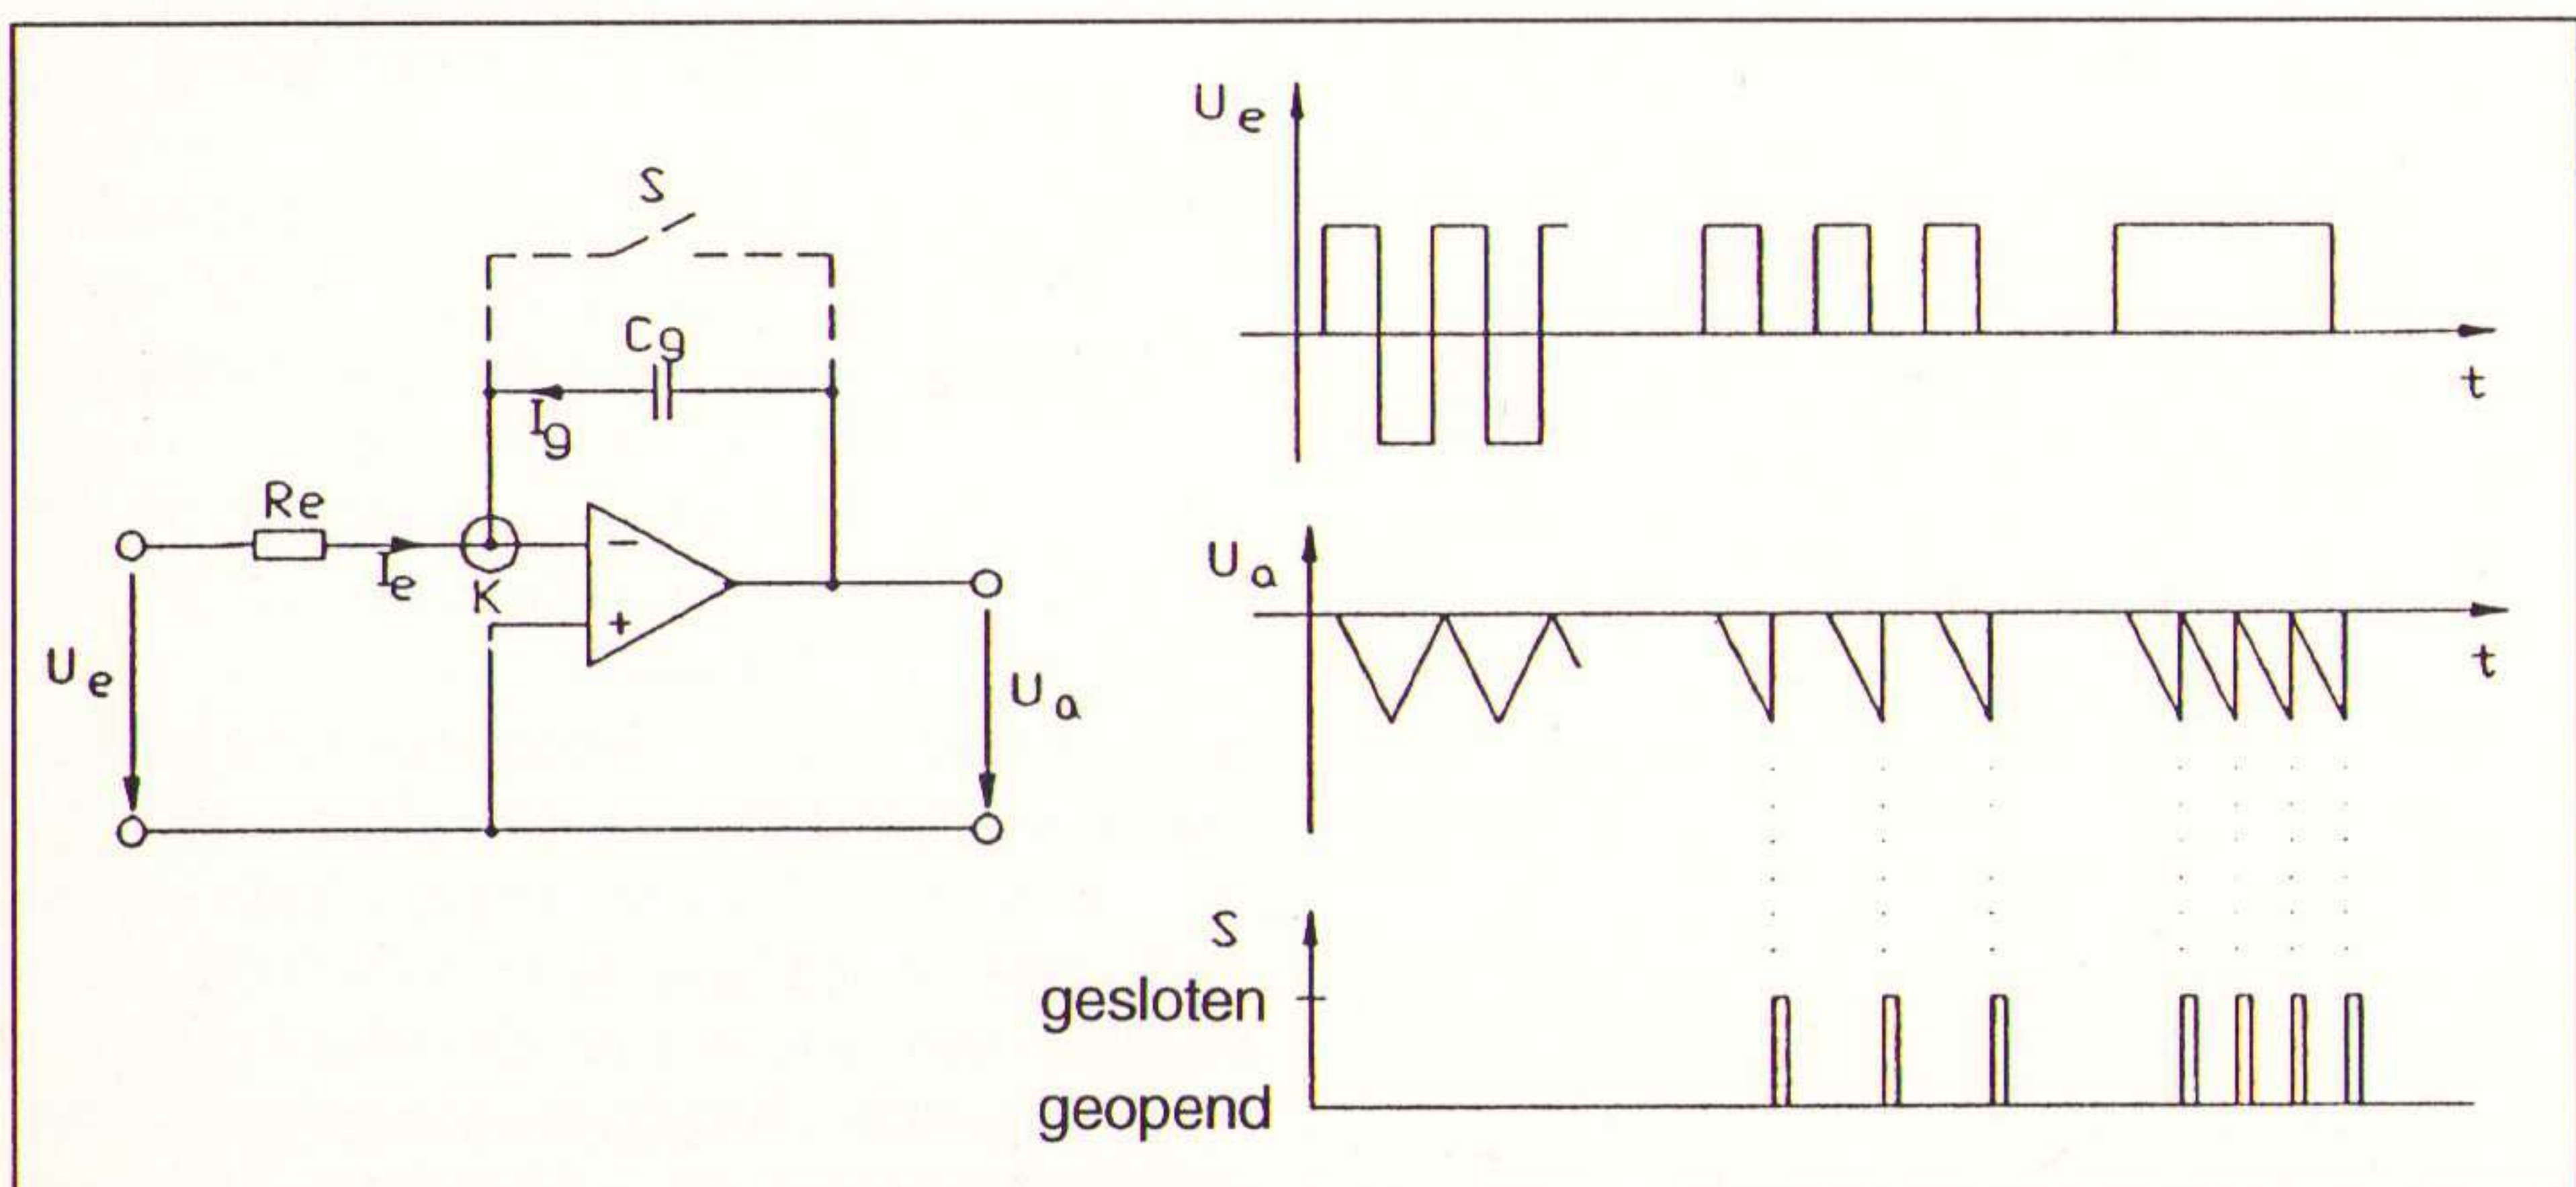 S
Cg
Ig
Re
Ie
K
−
+
Ue
Ua
Ue
t
Ua
t
S
gesloten
geopend